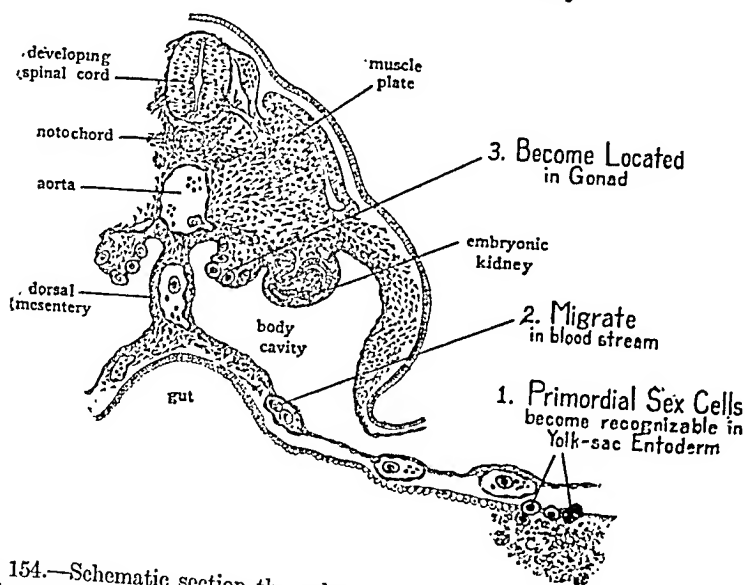 developing
spinal cord
muscle
plate
notochord
3. Become Located
in Gonad
aorta
embryonic
kidney
dorsal
mesentery
body
cavity
2. Migrate
in blood stream
gut
1. Primordial Sex Cells
become recognizable in
Yolk-sac Entoderm
154.—Schematic section